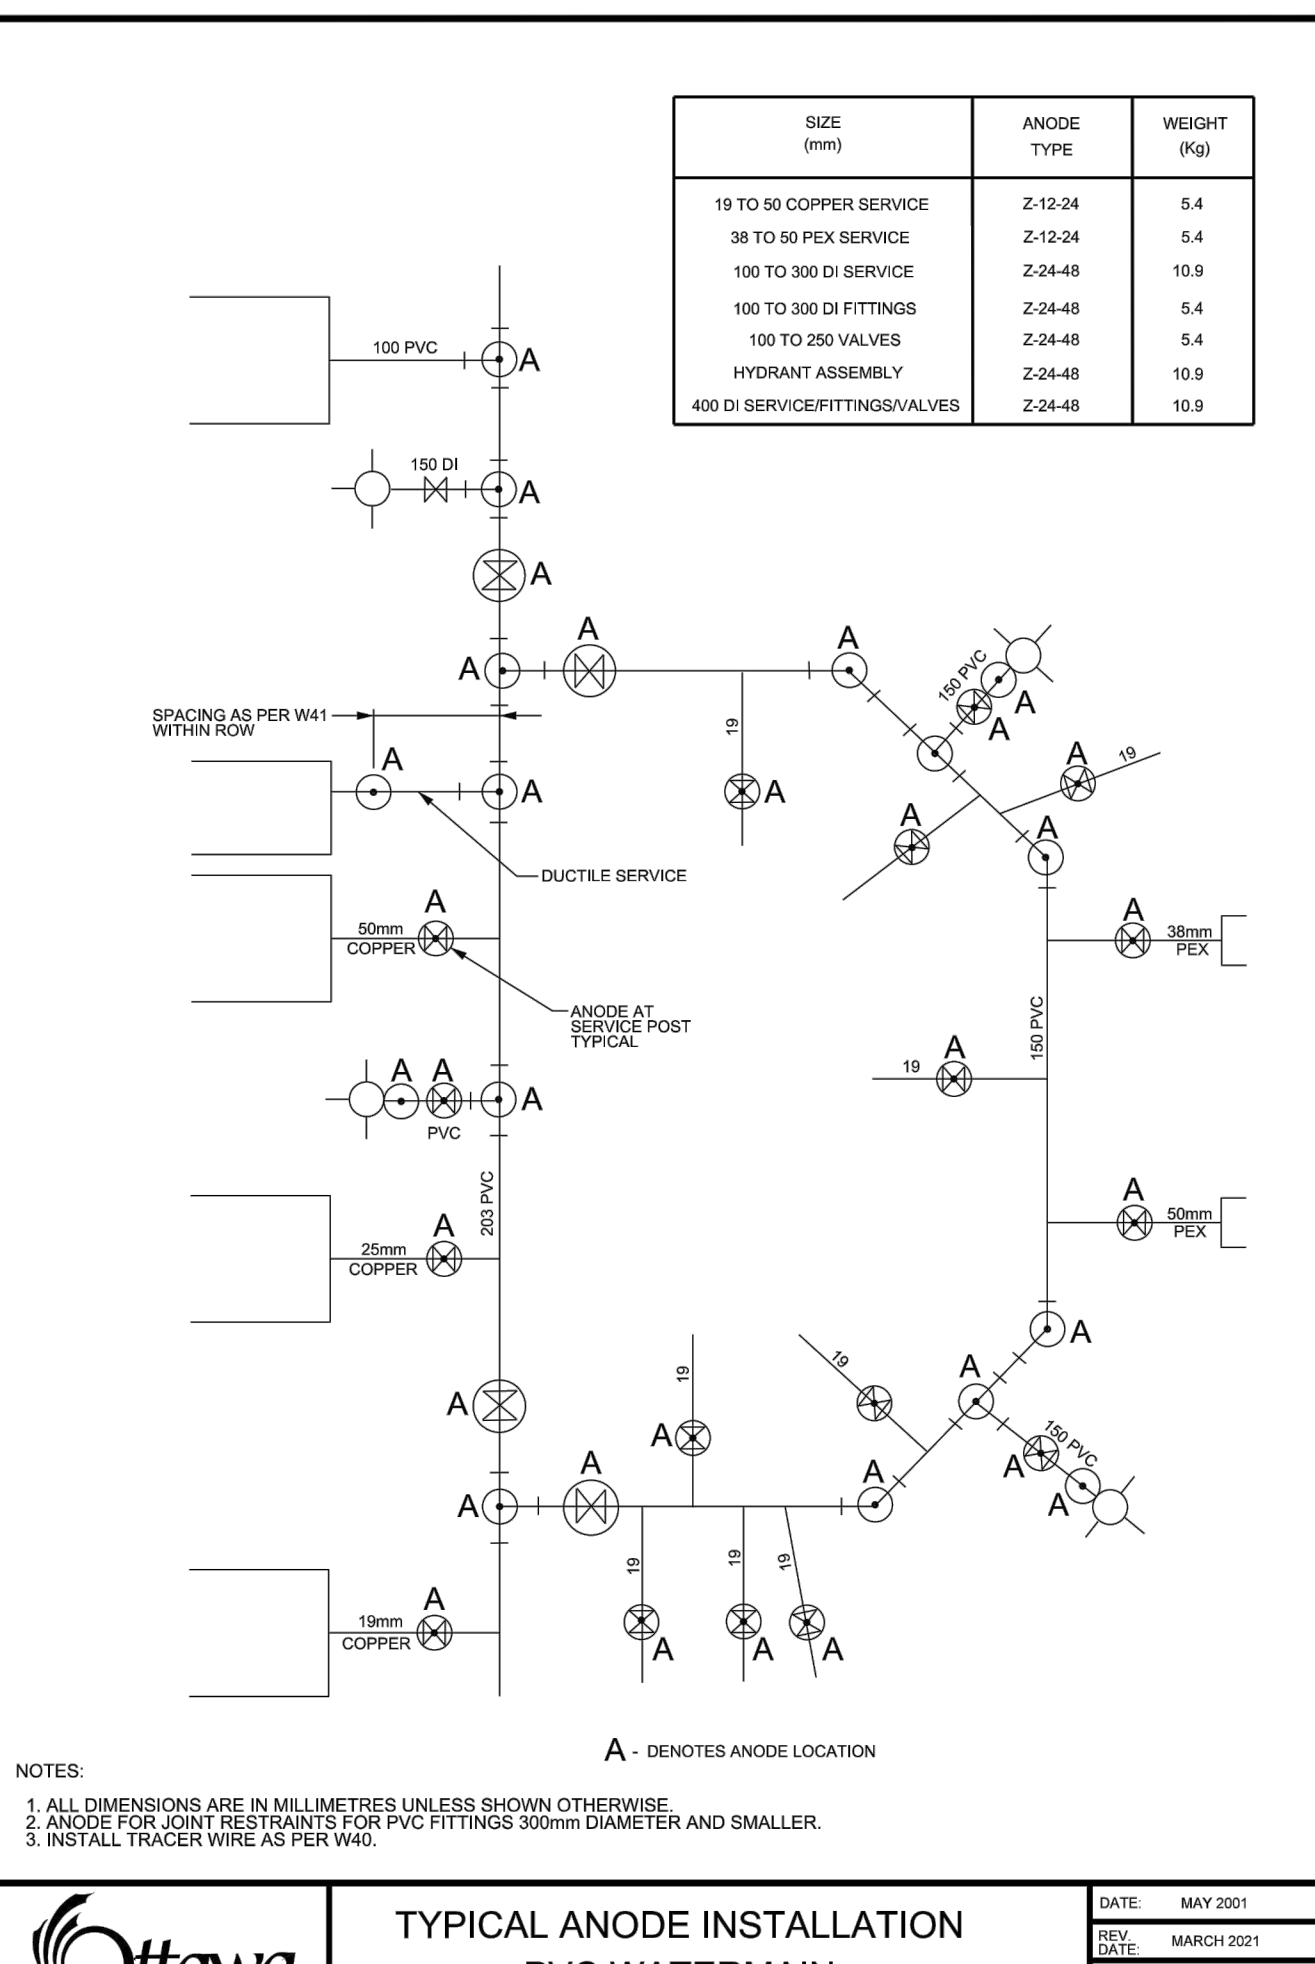 SIZE
(mm)
ANODE
TYPE
WEIGHT
(Kg)
19 TO 50 COPPER SERVICE Z-12-24 5.4
38 TO 50 PEX SERVICE Z-12-24 5.4
100 TO 300 DI SERVICE Z-24-48 10.9
100 TO 300 DI FITTINGS Z-24-48 5.4
100 TO 250 VALVES Z-24-48 5.4
HYDRANT ASSEMBLY Z-24-48 10.9
400 DI SERVICE/FITTINGS/VALVES Z-24-48 10.9
100 PVC
A
150 DI
A
A
A
A
A
A
150 PVC
A
A
SPACING AS PER W41
WITHIN ROW
19
A
A
A
A
A
19
A
A
DUCTILE SERVICE
50mm
COPPER
A
A
38mm
PEX
ANODE AT
SERVICE POST
TYPICAL
150 PVC
19
A
A
A
A
PVC
203 PVC
25mm
COPPER
A
A
50mm
PEX
A
19
19
A
A
150 PVC
A
A
A
A
A
A
A
19
19
19
A
A
A
19mm
COPPER
A
A - DENOTES ANODE LOCATION
NOTES:
1. ALL DIMENSIONS ARE IN MILLIMETRES UNLESS SHOWN OTHERWISE.
2. ANODE FOR JOINT RESTRAINTS FOR PVC FITTINGS 300mm DIAMETER AND SMALLER.
3. INSTALL TRACER WIRE AS PER W40.
Ottawa
TYPICAL ANODE INSTALLATION
PVC WATERMAIN
DATE: MAY 2001
REV.
DATE: MARCH 2021